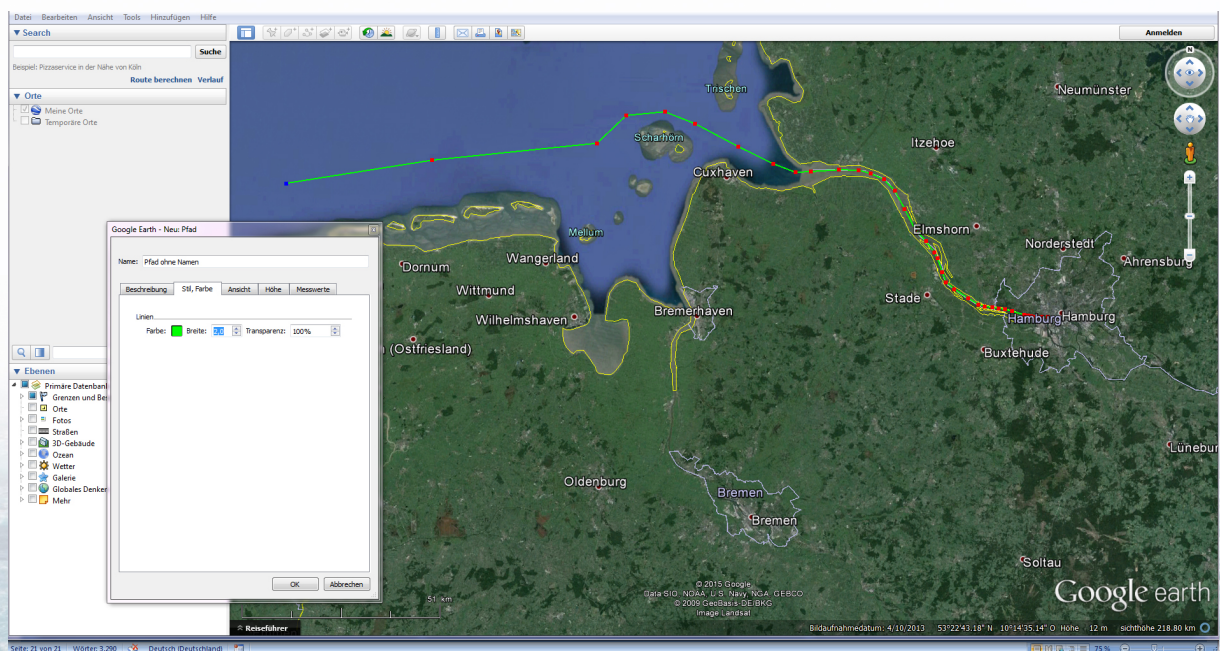 Datei Bearbeiten Ansicht Tools Hinzufügen Hilfe
▼ Search
Anmelden
Suche
Beispiel: Pizzaservice in der Nähe von Köln
Route berechnen Verlauf
▼ Orte
Meine Orte
Temporäre Orte
N
Trischen
Neumünster
Scharhörn
Itzehoe
Cuxhaven
Google Earth - Neu: Pfad
Name: Pfad ohne Namen
Beschreibung Stil, Farbe Ansicht Höhe Messwerte
Linien
Farbe: Breite: 2,0 Transparenz: 100%
OK Abbrechen
Mellum
Elmshorn
Norderstedt
Wangerland
Dornum
Ahrensburg
Wittmund
Stade
Wilhelmshaven
Bremerhaven
Hamburg Hamburg
(Ostfriesland)
Buxtehude
▼ Ebenen
Primäre Datenban
Grenzen und Bes
Orte
Fotos
Straßen
3D-Gebäude
Ozean
Wetter
Galerie
Globales Denken
Mehr
Lünebur
Oldenburg
Bremen
Bremen
Soltau
© 2015 Google
Data SIO, NOAA, U.S. Navy, NGA, GEBCO
© 2009 GeoBasis-DE/BKG
Image Landsat
Google earth
51 km
Reiseführer
Bildaufnahmedatum: 4/10/2013 53°22'43.18" N 10°14'35.14" O Höhe 12 m sichthöhe 218.80 km
Seite: 21 von 21 Wörter: 3.290 Deutsch (Deutschland) 75 %